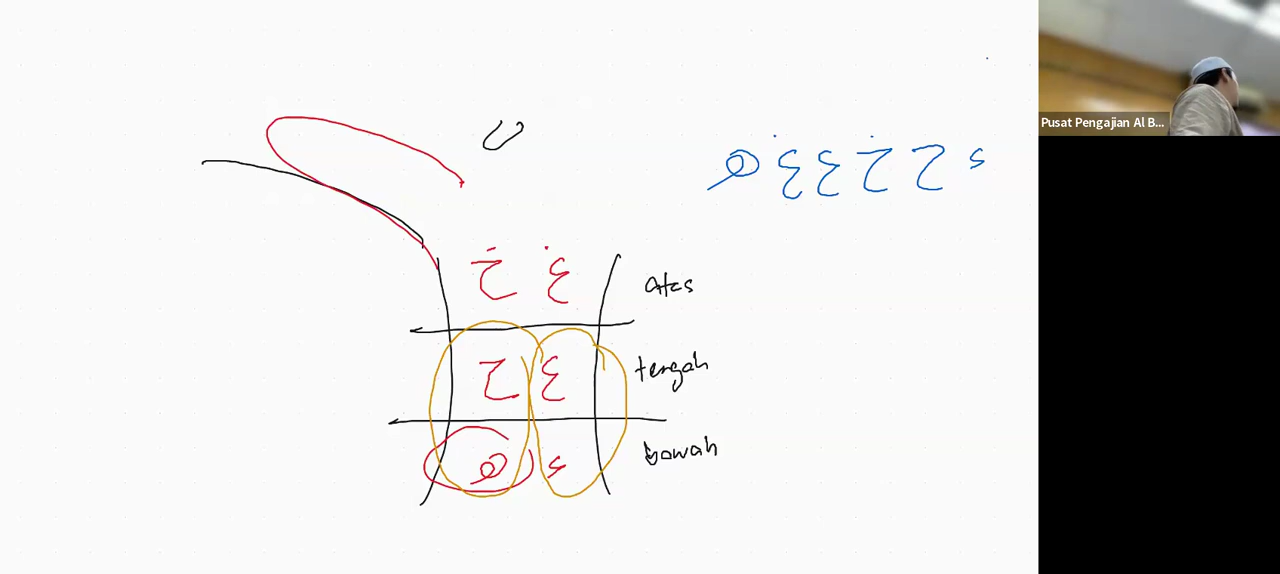 ء ح خ ع غ ه
خ غ
Atas
ح ع
tengah
ه ء
bawah
Pusat Pengajian Al B...